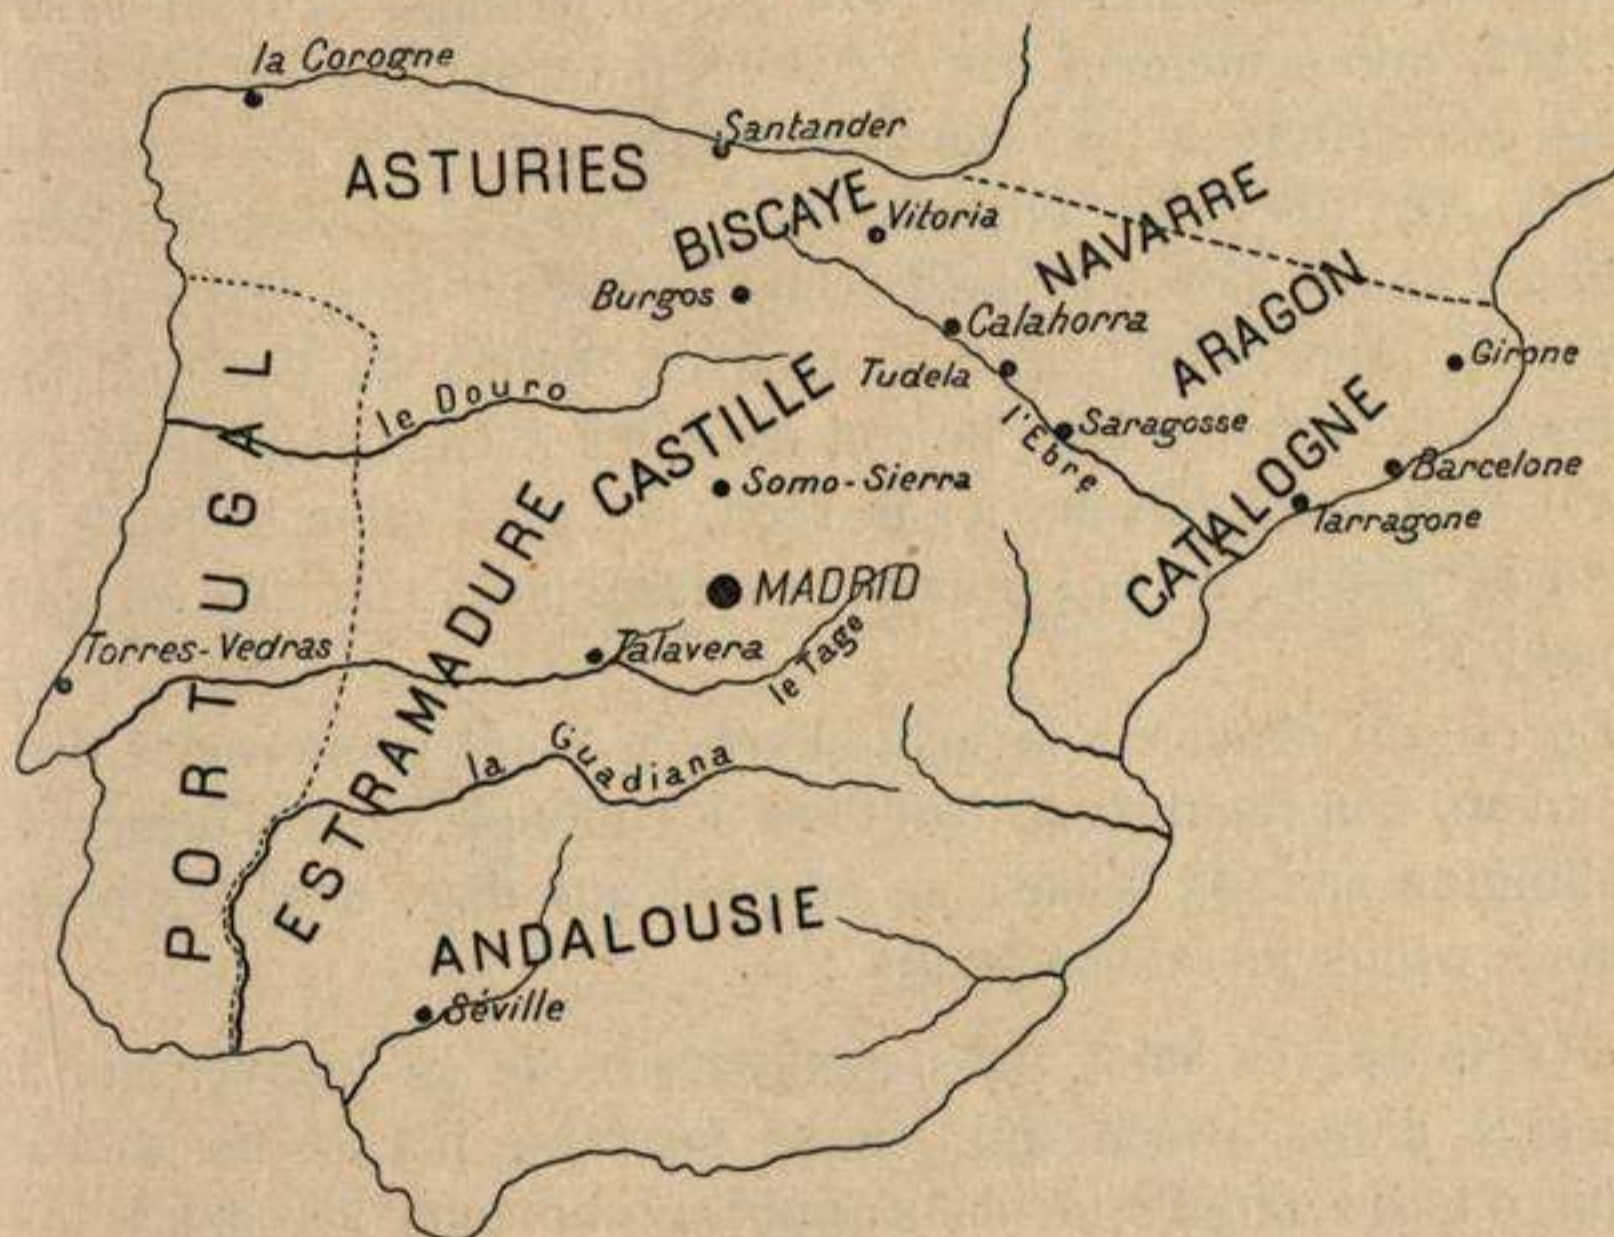 la Corogne
Santander
ASTURIES
BISCAYE
Vitoria
NAVARRE
Burgos
Calahorra
ARAGON
Tudela
Girone
le Douro
CASTILLE
l'Ebre
Saragosse
CATALOGNE
Barcelone
Somo-Sierra
Tarragone
PORTUGAL
MADRID
Torres-Vedras
Talavera
le Tage
ESTRAMADURE
la Guadiana
ANDALOUSIE
Séville